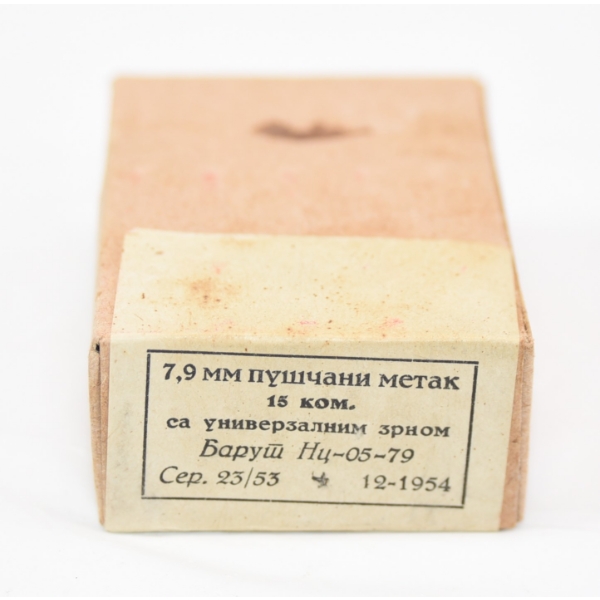 7,9 мм пушчани метак
15 ком.
са универзалним зрном
Барут Нц-05-79
Сер. 23/53 12-1954